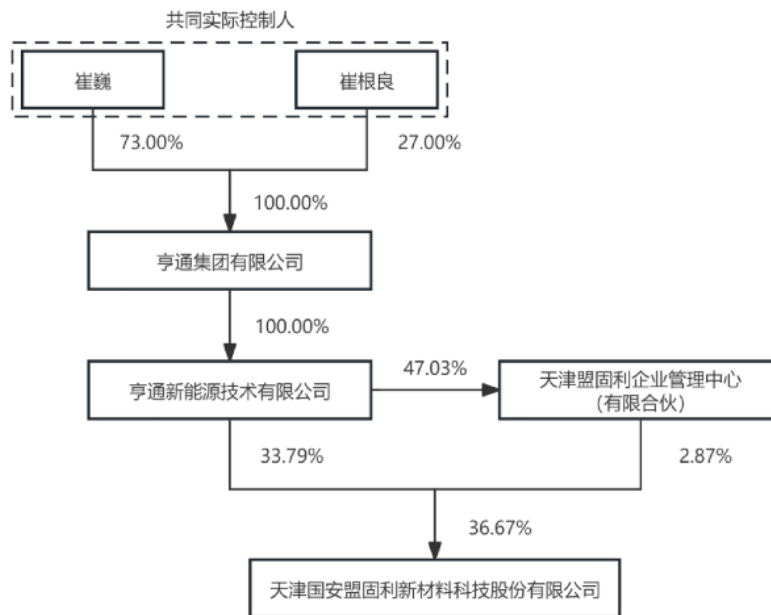 共同实际控制人
崔巍
崔根良
73.00%
27.00%
100.00%
亨通集团有限公司
100.00%
亨通新能源技术有限公司
47.03%
天津盟固利企业管理中心
（有限合伙）
33.79%
2.87%
36.67%
天津国安盟固利新材料科技股份有限公司